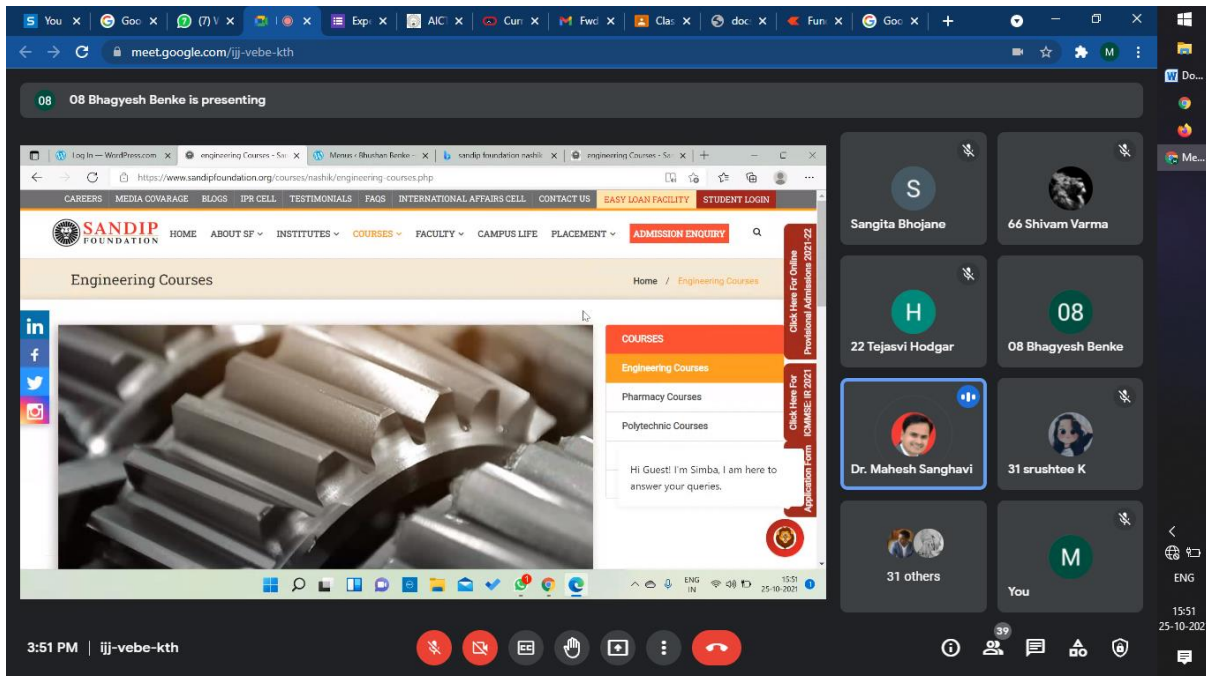 You
Goo
(7) V
Exp
AICT
Curr
Fwd
Clas
doc
Fun
Goo
meet.google.com/ijj-vebe-kth
M
Do...
Me...
08 08 Bhagyesh Benke is presenting
Log In — WordPress.com
engineering Courses - Sa
Menus ‹ Bhushan Benke -
sandip foundation nashik
engineering Courses - Sa
https://www.sandipfoundation.org/courses/nashik/engineering-courses.php
CAREERS MEDIA COVARAGE BLOGS IPR CELL TESTIMONIALS FAQS INTERNATIONAL AFFAIRS CELL CONTACT US EASY LOAN FACILITY STUDENT LOGIN
SANDIP
FOUNDATION
HOME ABOUT SF INSTITUTES COURSES FACULTY CAMPUS LIFE PLACEMENT ADMISSION ENQUIRY
Engineering Courses
Home / Engineering Courses
Click Here For Online
Provisional Admissions 2021-22
COURSES
Engineering Courses
Pharmacy Courses
Polytechnic Courses
Click Here For
ICMMSE: IR 2021
Application Form
Hi Guest! I'm Simba, I am here to
answer your queries.
in
f
ENG
IN
15:51
25-10-2021
S
Sangita Bhojane
66 Shivam Varma
H
22 Tejasvi Hodgar
08
08 Bhagyesh Benke
Dr. Mahesh Sanghavi
31 srushtee K
31 others
M
You
3:51 PM | ijj-vebe-kth
CC
39
ENG
15:51
25-10-202